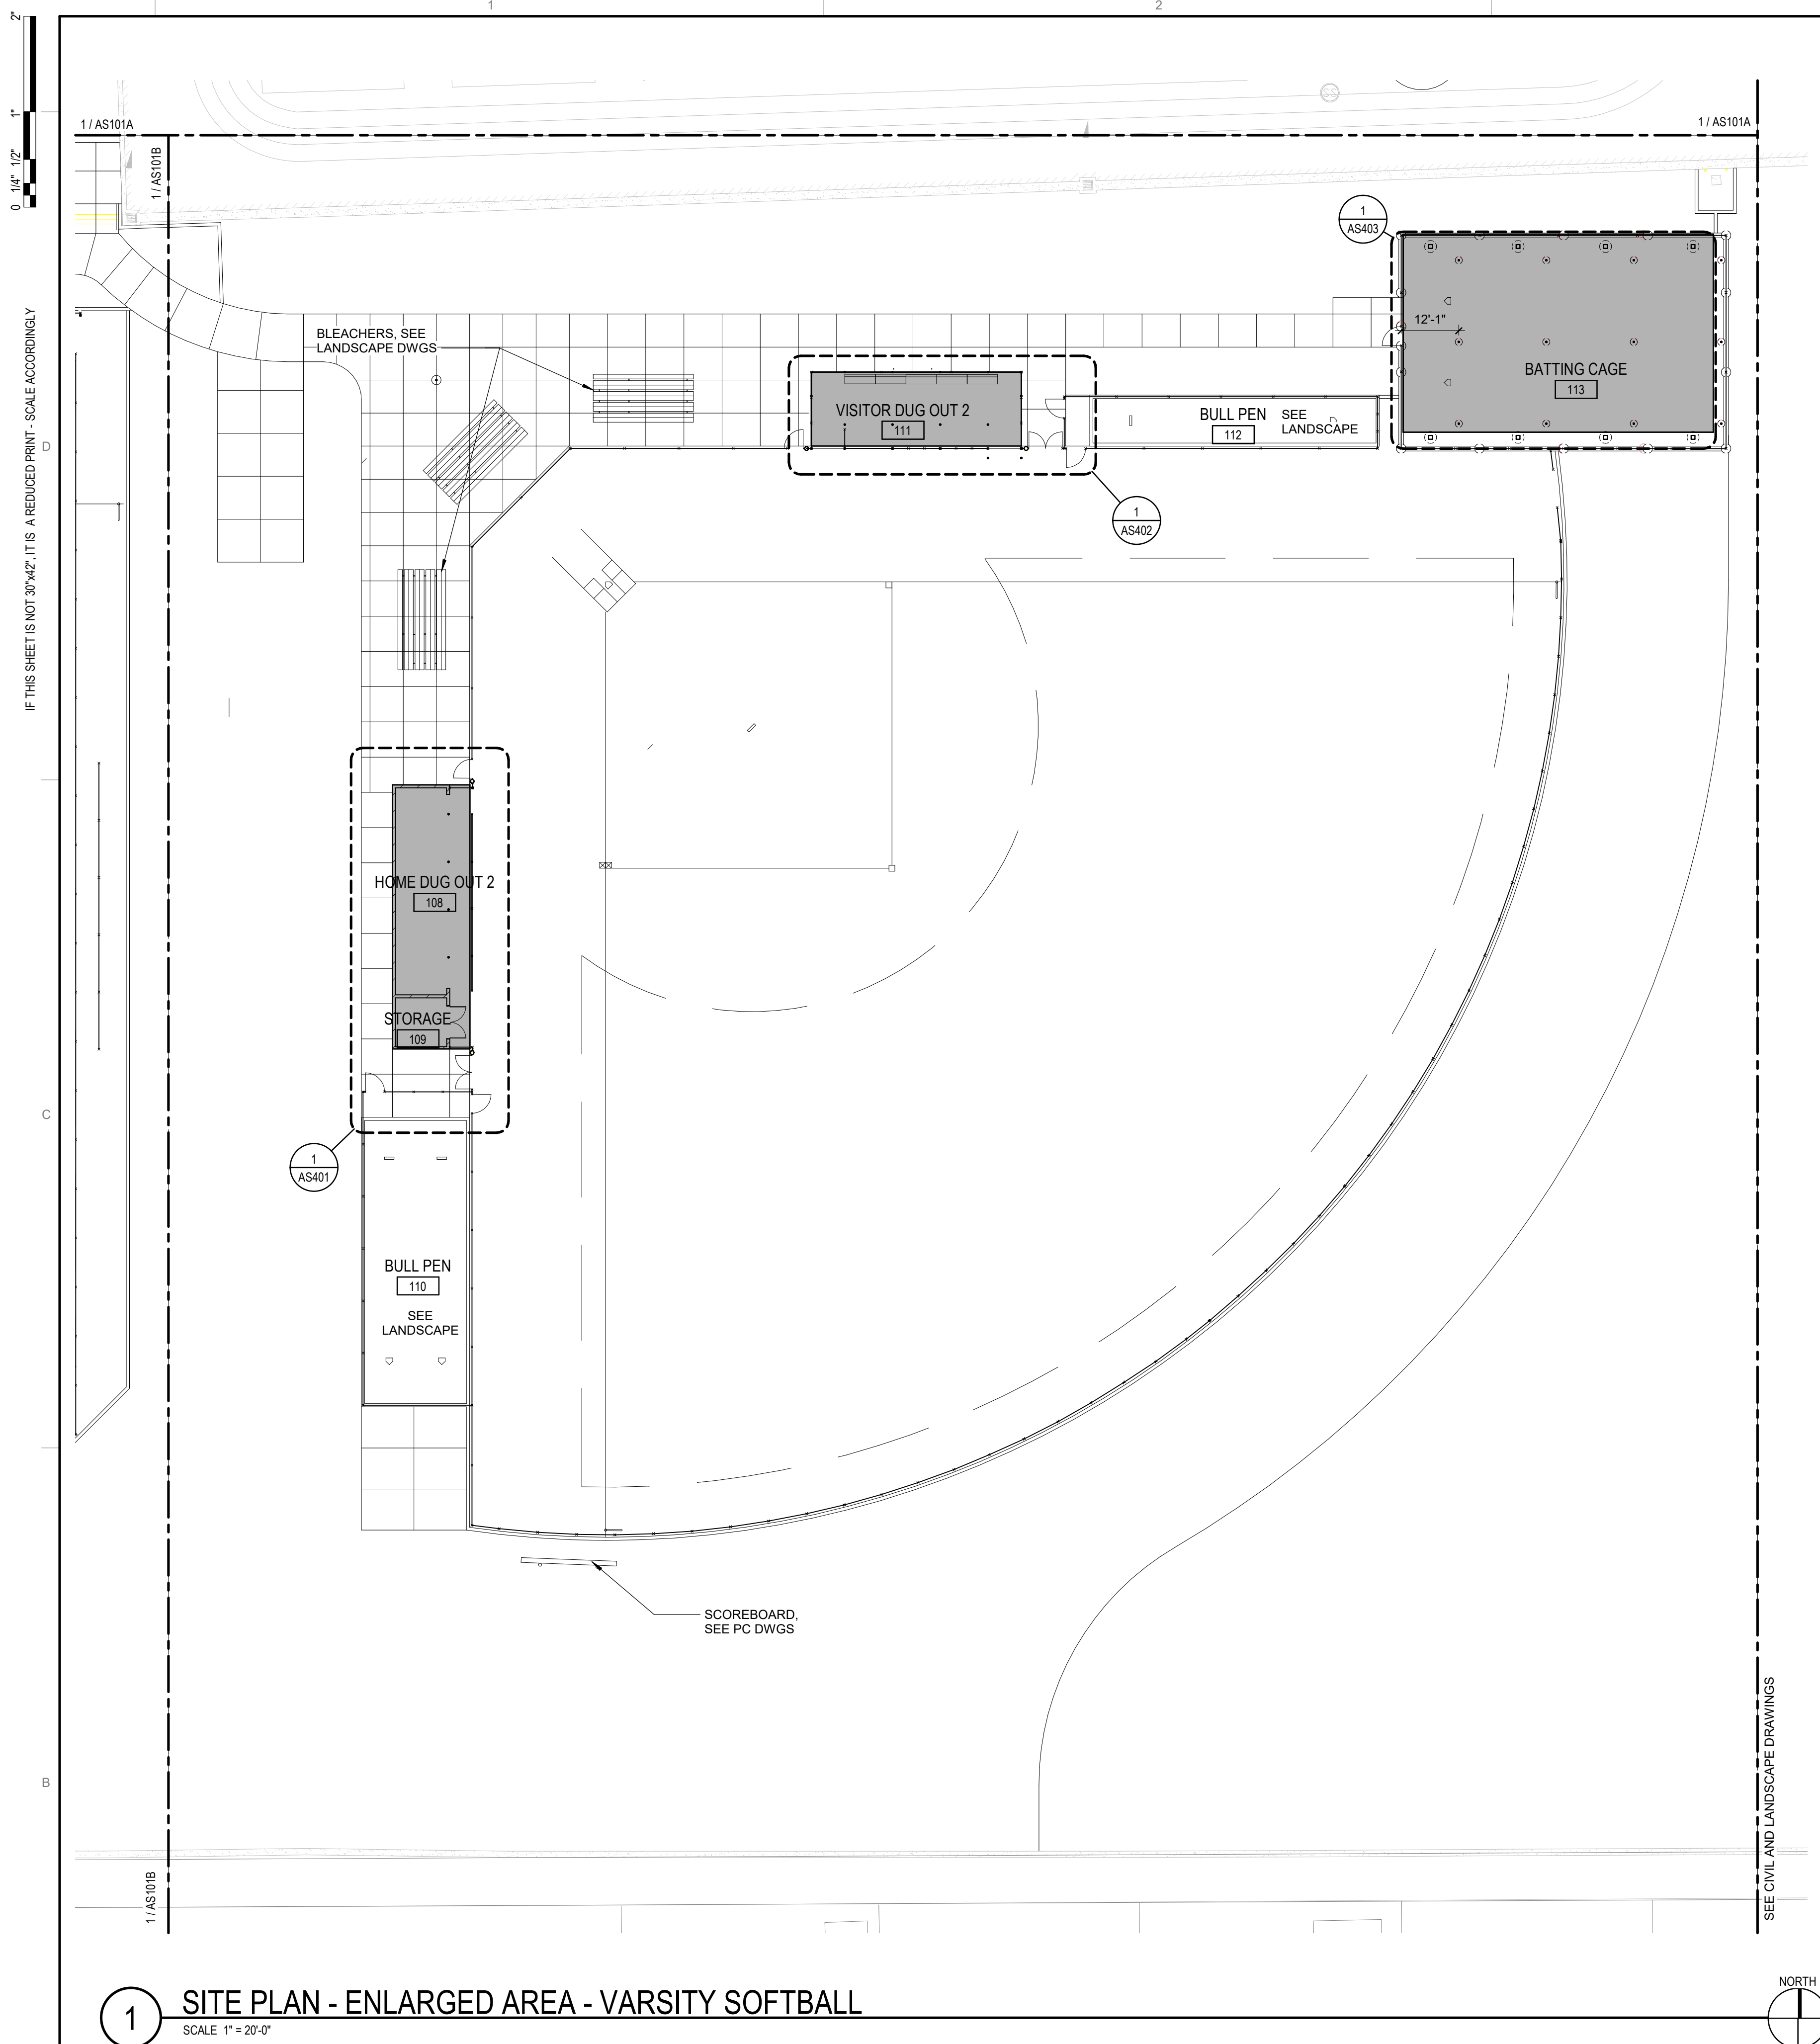 1
2
2"
1"
1/2"
1/4"
0
IF THIS SHEET IS NOT 30"x42", IT IS A REDUCED PRINT - SCALE ACCORDINGLY
D
C
B
SS
1 / AS101A
1 / AS101A
1 / AS101B
1
AS403
12'-1"
BATTING CAGE
113
BLEACHERS, SEE
LANDSCAPE DWGS
VISITOR DUG OUT 2
111
BULL PEN
112
SEE
LANDSCAPE
1
AS402
HOME DUG OUT 2
108
STORAGE
109
1
AS401
BULL PEN
110
SEE
LANDSCAPE
SCOREBOARD,
SEE PC DWGS
1 / AS101B
SEE CIVIL AND LANDSCAPE DRAWINGS
1
SITE PLAN - ENLARGED AREA - VARSITY SOFTBALL
SCALE 1" = 20'-0"
NORTH